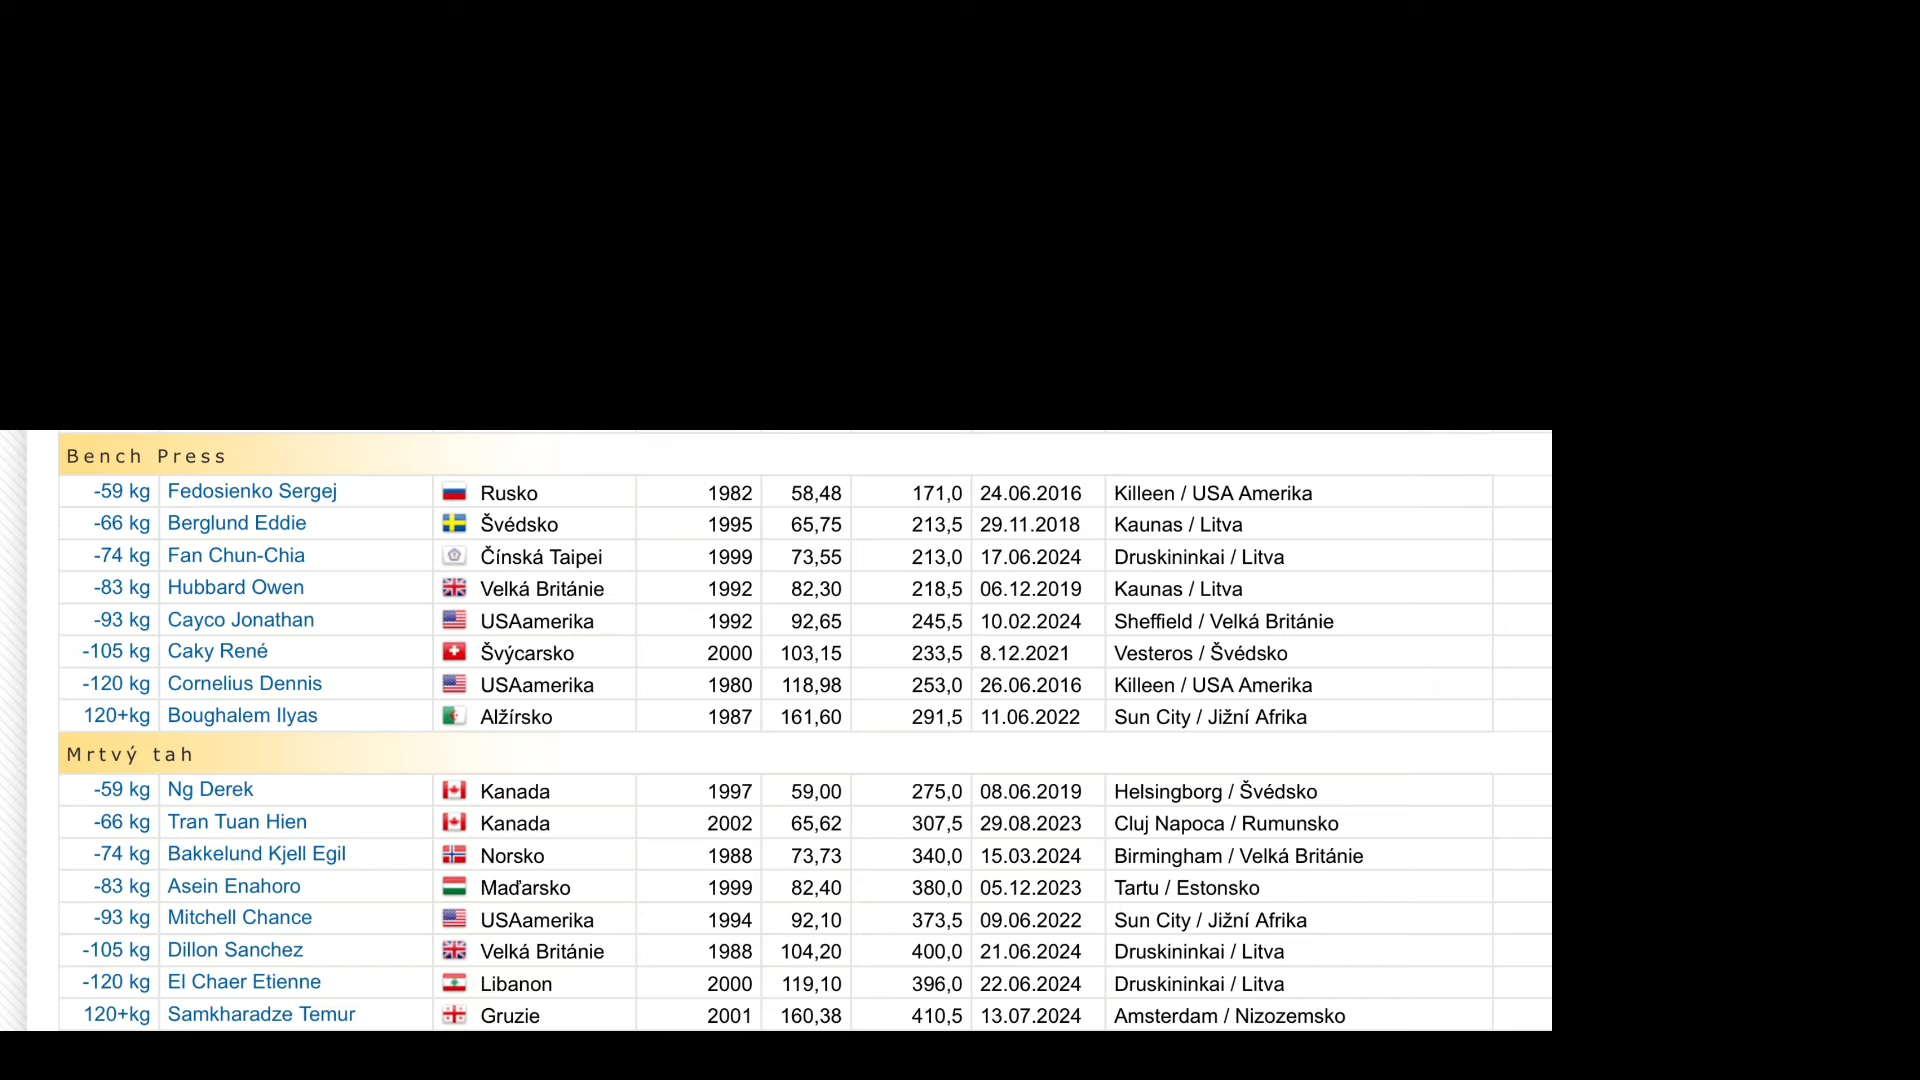 Bench Press
-59 kg Fedosienko Sergej Rusko 1982 58,48 171,0 24.06.2016 Killeen / USA Amerika
-66 kg Berglund Eddie Švédsko 1995 65,75 213,5 29.11.2018 Kaunas / Litva
-74 kg Fan Chun-Chia Čínská Taipei 1999 73,55 213,0 17.06.2024 Druskininkai / Litva
-83 kg Hubbard Owen Velká Británie 1992 82,30 218,5 06.12.2019 Kaunas / Litva
-93 kg Cayco Jonathan USAamerika 1992 92,65 245,5 10.02.2024 Sheffield / Velká Británie
-105 kg Caky René Švýcarsko 2000 103,15 233,5 8.12.2021 Vesteros / Švédsko
-120 kg Cornelius Dennis USAamerika 1980 118,98 253,0 26.06.2016 Killeen / USA Amerika
120+kg Boughalem Ilyas Alžírsko 1987 161,60 291,5 11.06.2022 Sun City / Jižní Afrika
Mrtvý tah
-59 kg Ng Derek Kanada 1997 59,00 275,0 08.06.2019 Helsingborg / Švédsko
-66 kg Tran Tuan Hien Kanada 2002 65,62 307,5 29.08.2023 Cluj Napoca / Rumunsko
-74 kg Bakkelund Kjell Egil Norsko 1988 73,73 340,0 15.03.2024 Birmingham / Velká Británie
-83 kg Asein Enahoro Maďarsko 1999 82,40 380,0 05.12.2023 Tartu / Estonsko
-93 kg Mitchell Chance USAamerika 1994 92,10 373,5 09.06.2022 Sun City / Jižní Afrika
-105 kg Dillon Sanchez Velká Británie 1988 104,20 400,0 21.06.2024 Druskininkai / Litva
-120 kg El Chaer Etienne Libanon 2000 119,10 396,0 22.06.2024 Druskininkai / Litva
120+kg Samkharadze Temur Gruzie 2001 160,38 410,5 13.07.2024 Amsterdam / Nizozemsko